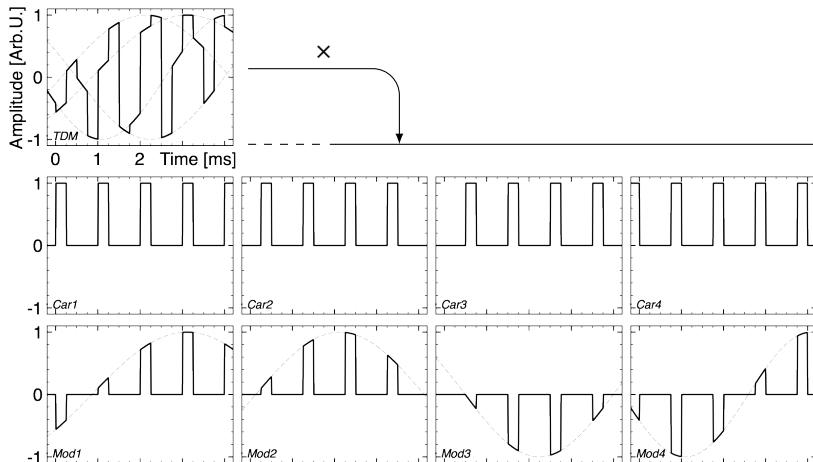 Amplitude [Arb.U.]
1
0
-1
TDM
0 1 2 Time [ms]
×
1
0
-1
Car1
Car2
Car3
Car4
1
0
-1
Mod1
Mod2
Mod3
Mod4